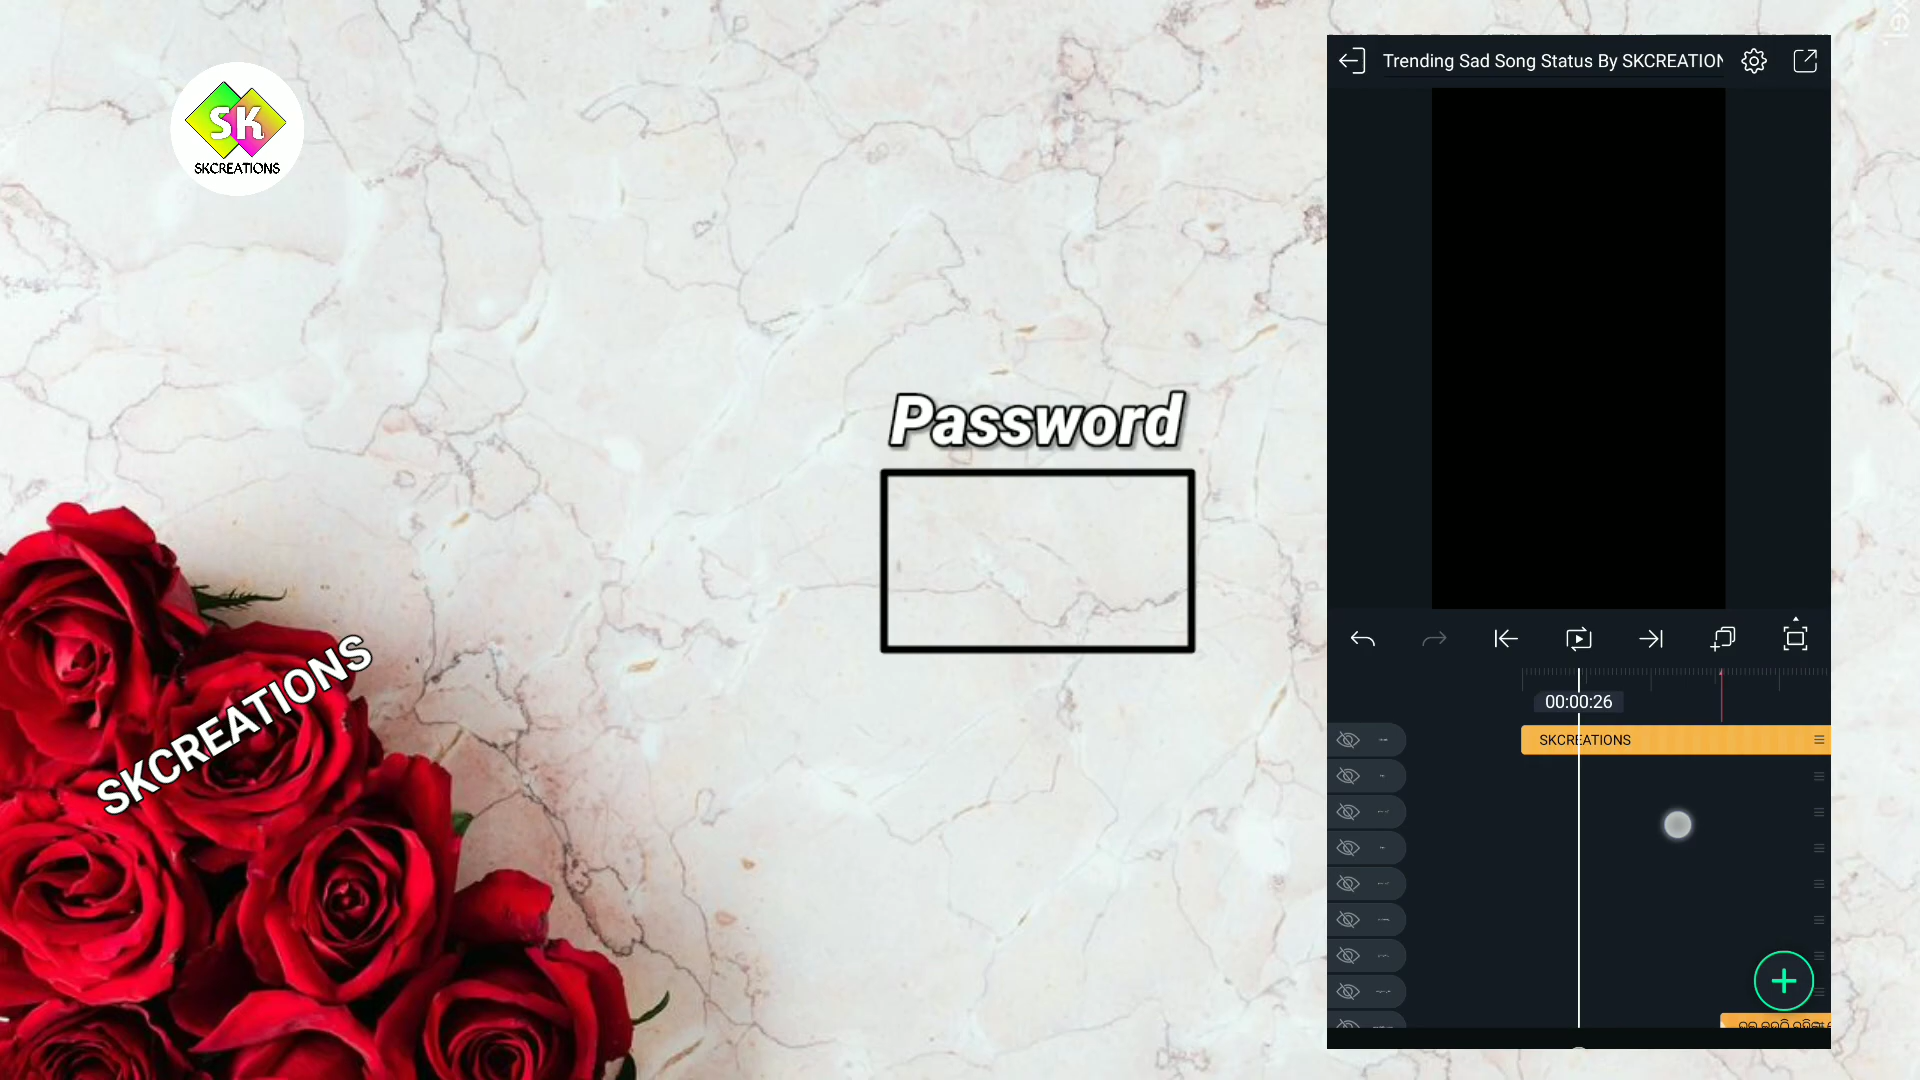 SK
SKCREATIONS
Trending Sad Song Status By SKCREATION
Password
SKCREATIONS
00:00:26
SKCREATIONS